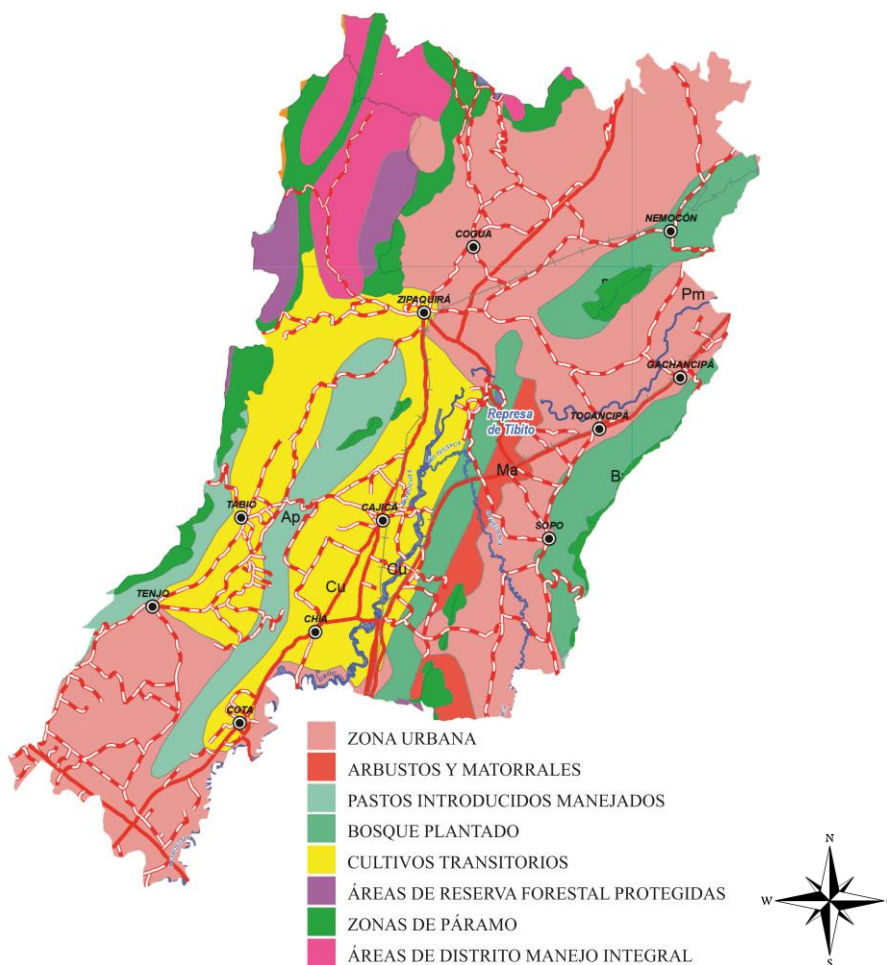 NEMOCÓN
COGUA
Pm
ZIPAQUIRÁ
GACHANCIPÁ
Represa
de Tibito
TOCANCIPÁ
Ma
B
TABIO
Ap
CAJICÁ
SOPO
Cu
Cu
TENJO
CHÍA
COTA
ZONA URBANA
ARBUSTOS Y MATORRALES
PASTOS INTRODUCIDOS MANEJADOS
BOSQUE PLANTADO
CULTIVOS TRANSITORIOS
ÁREAS DE RESERVA FORESTAL PROTEGIDAS
ZONAS DE PÁRAMO
ÁREAS DE DISTRITO MANEJO INTEGRAL
N
W
S